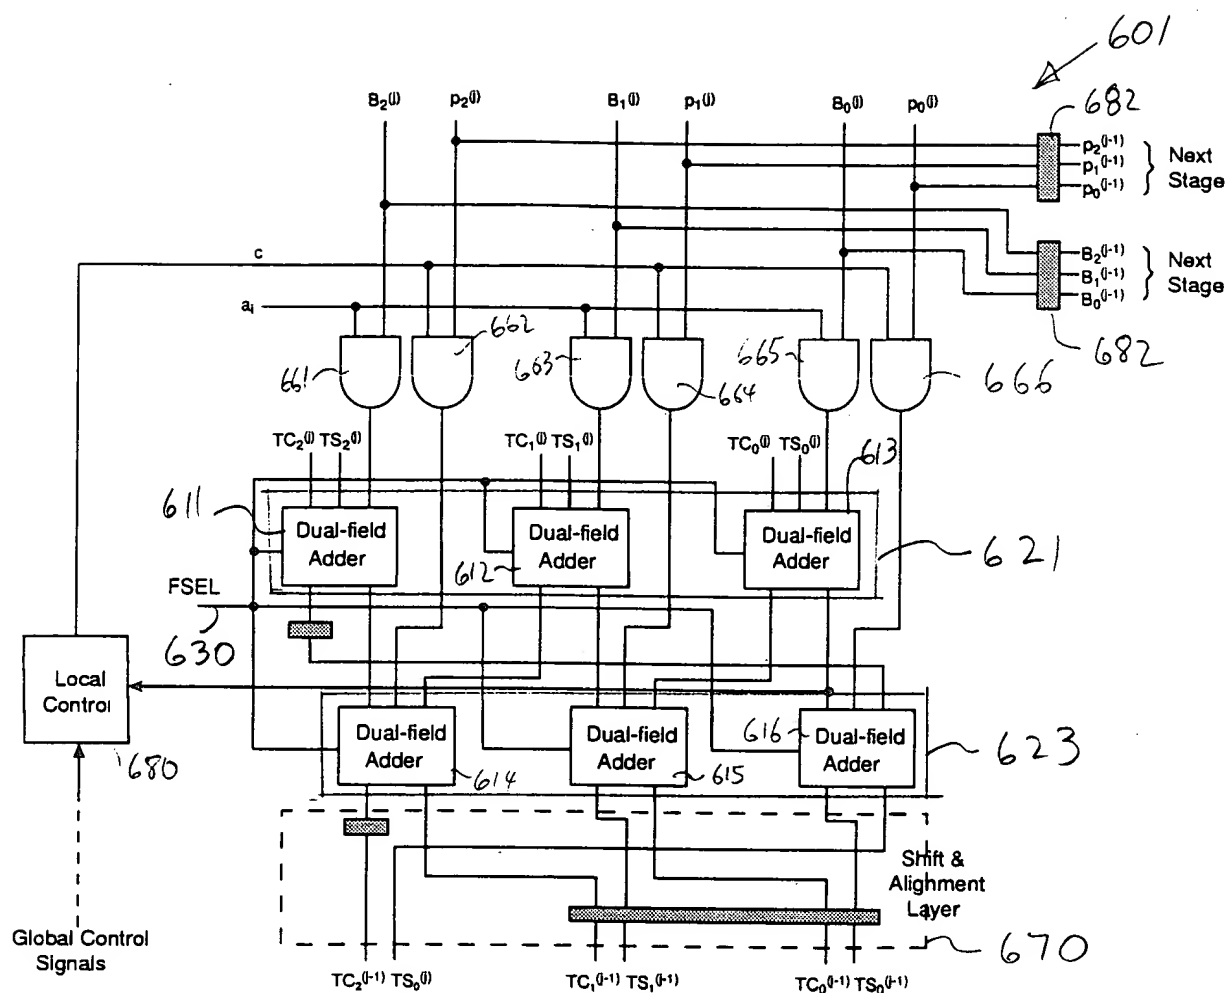 601
B₂⁽ʲ⁾ p₂⁽ʲ⁾ B₁⁽ʲ⁾ p₁⁽ʲ⁾ B₀⁽ʲ⁾ p₀⁽ʲ⁾
682
p₂⁽ʲ⁻¹⁾
p₁⁽ʲ⁻¹⁾
p₀⁽ʲ⁻¹⁾
Next
Stage
c
B₂⁽ʲ⁻¹⁾
B₁⁽ʲ⁻¹⁾
B₀⁽ʲ⁻¹⁾
Next
Stage
aᵢ
682
661 662 663 664 665 666
TC₂⁽ʲ⁾ TS₂⁽ʲ⁾ TC₁⁽ʲ⁾ TS₁⁽ʲ⁾ TC₀⁽ʲ⁾ TS₀⁽ʲ⁾
613
611
Dual-field
Adder
612
Dual-field
Adder
Dual-field
Adder
621
FSEL
630
Local
Control
680
Dual-field
Adder
614
Dual-field
Adder
615
616
Dual-field
Adder
623
Shift &
Alighment
Layer
670
Global Control
Signals
TC₂⁽ʲ⁻¹⁾ TS₀⁽ʲ⁾ TC₁⁽ʲ⁻¹⁾ TS₁⁽ʲ⁻¹⁾ TC₀⁽ʲ⁻¹⁾ TS₀⁽ʲ⁻¹⁾